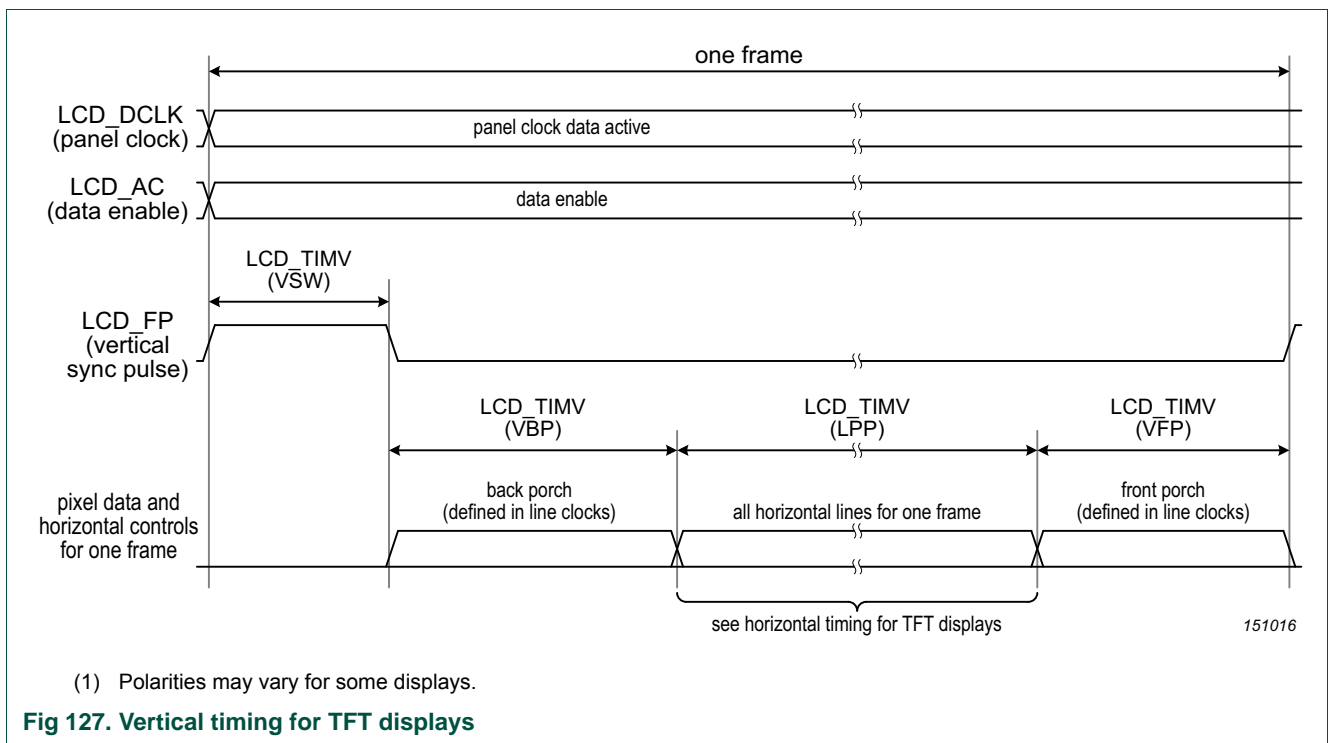 one frame
LCD_DCLK
(panel clock)
panel clock data active
LCD_AC
(data enable)
data enable
LCD_TIMV
(VSW)
LCD_FP
(vertical
sync pulse)
LCD_TIMV
(VBP)
LCD_TIMV
(LPP)
LCD_TIMV
(VFP)
pixel data and
horizontal controls
for one frame
back porch
(defined in line clocks)
all horizontal lines for one frame
front porch
(defined in line clocks)
see horizontal timing for TFT displays
151016
(1) Polarities may vary for some displays.
Fig 127. Vertical timing for TFT displays